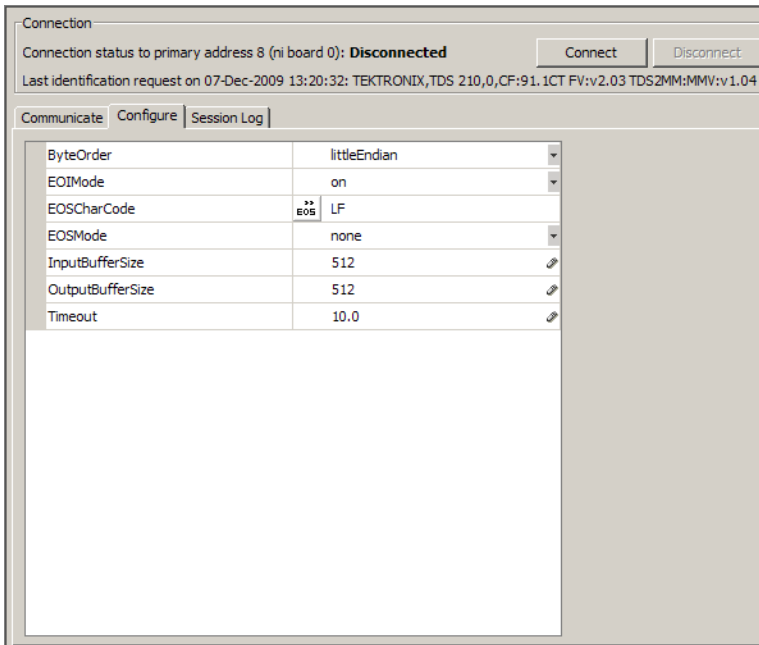 Connection
Connection status to primary address 8 (ni board 0): Disconnected Connect Disconnect
Last identification request on 07-Dec-2009 13:20:32: TEKTRONIX,TDS 210,0,CF:91.1CT FV:v2.03 TDS2MM:MMV:v1.04
Communicate Configure Session Log
ByteOrder littleEndian
EOIMode on
EOSCharCode >> EOS LF
EOSMode none
InputBufferSize 512
OutputBufferSize 512
Timeout 10.0